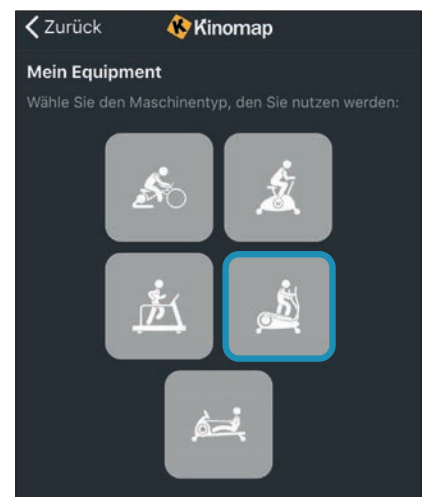 Zurück
Kinomap
Mein Equipment
Wähle Sie den Maschinentyp, den Sie nutzen werden: